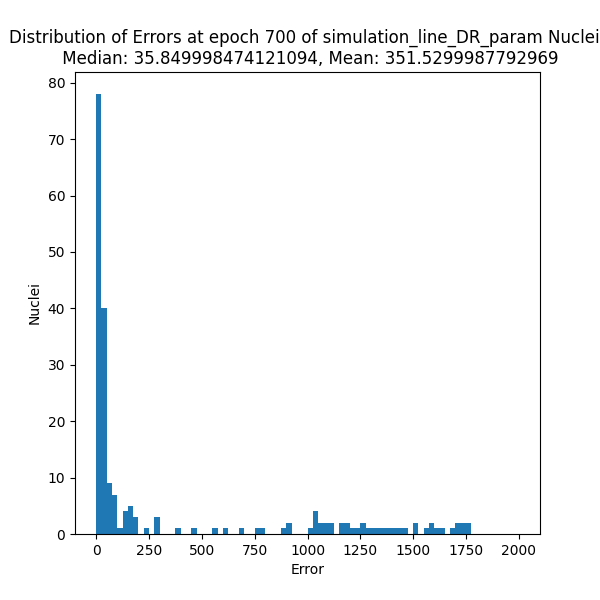 Distribution of Errors at epoch 700 of simulation_line_DR_param Nuclei
Median: 35.849998474121094, Mean: 351.5299987792969
80
70
60
50
40
30
20
10
0
Nuclei
0 250 500 750 1000 1250 1500 1750 2000
Error